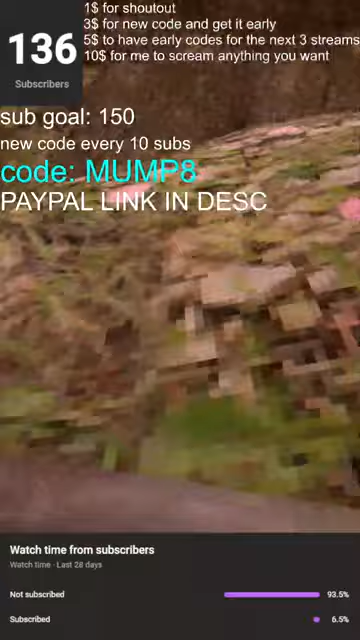 1$ for shoutout
3$ for new code and get it early
5$ to have early codes for the next 3 streams
10$ for me to scream anything you want
136
Subscribers
sub goal: 150
new code every 10 subs
code: MUMP8
PAYPAL LINK IN DESC
Watch time from subscribers
Watch time · Last 28 days
Not subscribed 93.5%
Subscribed 6.5%